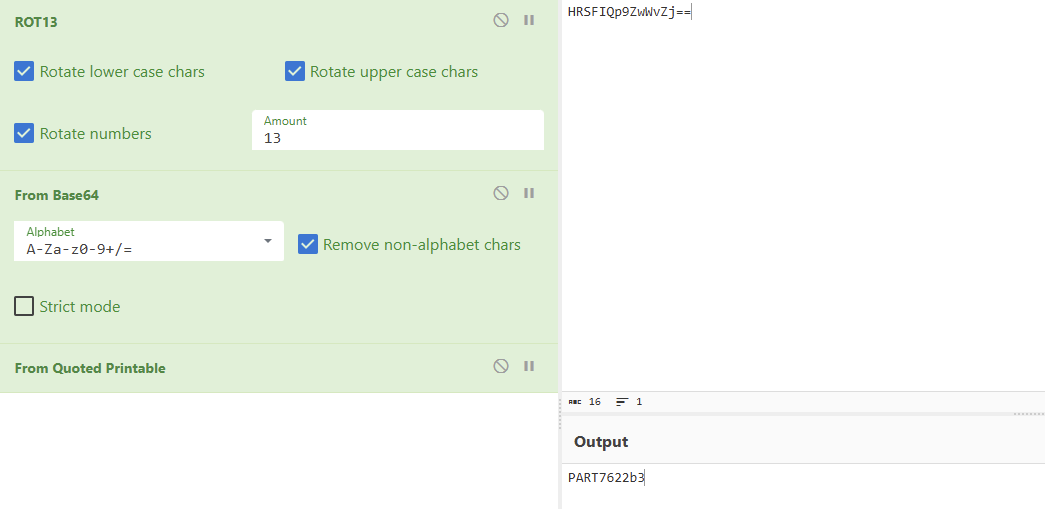 ROT13
Rotate lower case chars
Rotate upper case chars
Rotate numbers
Amount
13
From Base64
Alphabet
A-Za-z0-9+/=
Remove non-alphabet chars
Strict mode
From Quoted Printable
HRSFIQp9ZwWvZj==
ABC 16 1
Output
PART7622b3